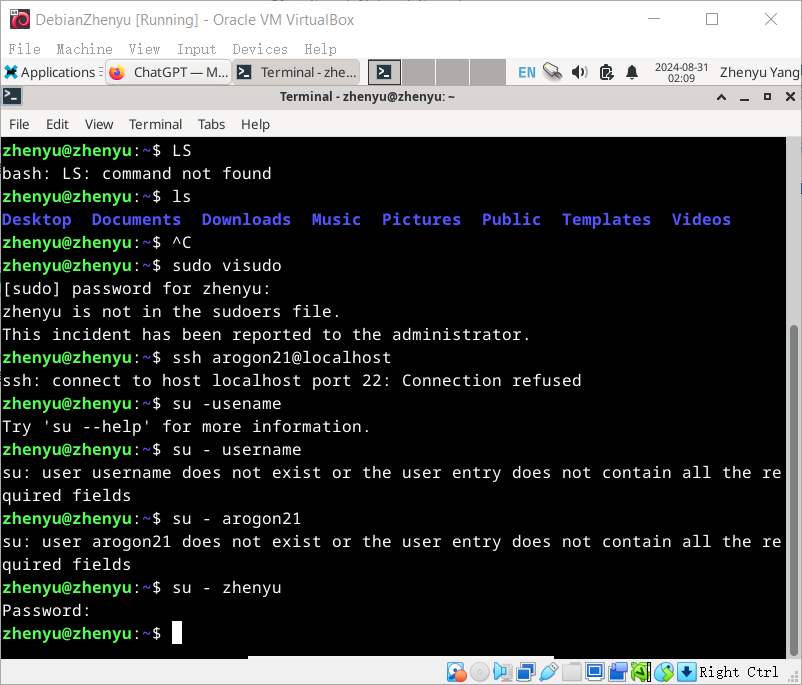 DebianZhenyu [Running] - Oracle VM VirtualBox
File Machine View Input Devices Help
Applications ChatGPT — M... Terminal - zhe... EN 2024-08-31 02:09 Zhenyu Yang
Terminal - zhenyu@zhenyu: ~
File Edit View Terminal Tabs Help
zhenyu@zhenyu:~$ LS
bash: LS: command not found
zhenyu@zhenyu:~$ ls
Desktop Documents Downloads Music Pictures Public Templates Videos
zhenyu@zhenyu:~$ ^C
zhenyu@zhenyu:~$ sudo visudo
[sudo] password for zhenyu:
zhenyu is not in the sudoers file.
This incident has been reported to the administrator.
zhenyu@zhenyu:~$ ssh arogon21@localhost
ssh: connect to host localhost port 22: Connection refused
zhenyu@zhenyu:~$ su -usename
Try 'su --help' for more information.
zhenyu@zhenyu:~$ su - username
su: user username does not exist or the user entry does not contain all the re
quired fields
zhenyu@zhenyu:~$ su - arogon21
su: user arogon21 does not exist or the user entry does not contain all the re
quired fields
zhenyu@zhenyu:~$ su - zhenyu
Password:
zhenyu@zhenyu:~$
Right Ctrl